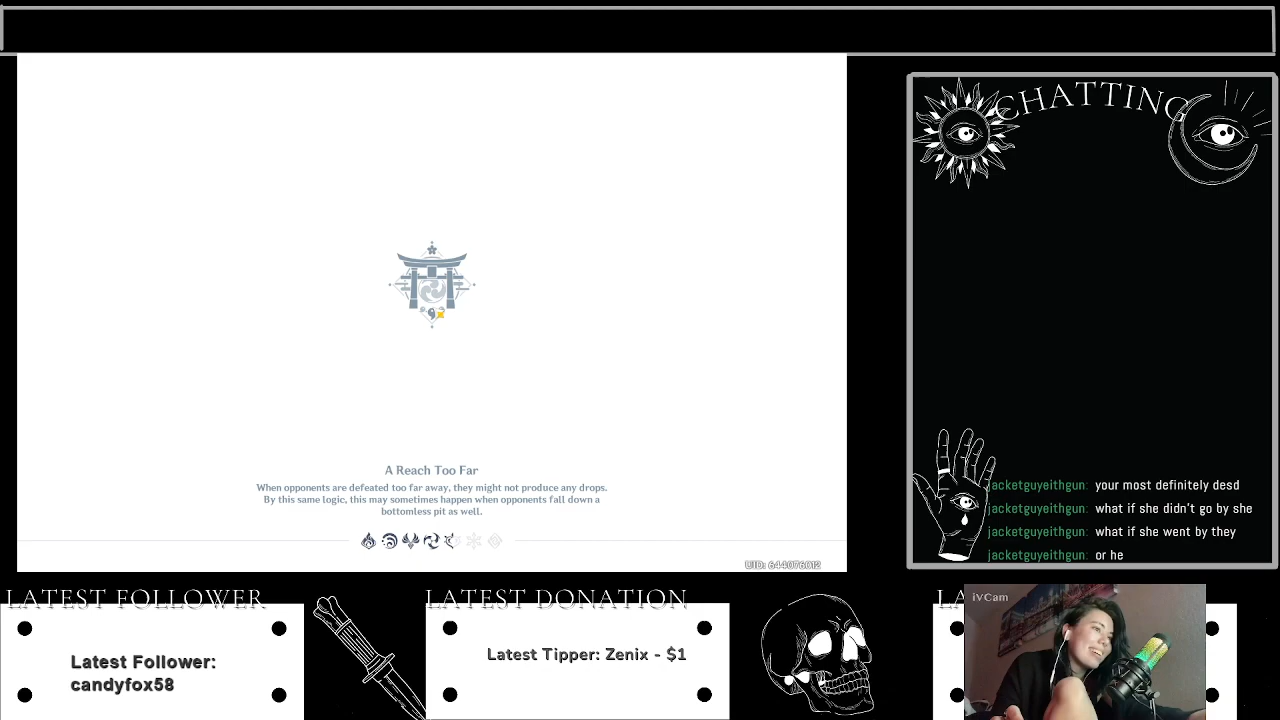 CHATTING
A Reach Too Far
When opponents are defeated too far away, they might not produce any drops.
By this same logic, this may sometimes happen when opponents fall down a
bottomless pit as well.
UID: 644076012
jacketguyeithgun: your most definitely desd
jacketguyeithgun: what if she didn't go by she
jacketguyeithgun: what if she went by they
jacketguyeithgun: or he
LATEST FOLLOWER
Latest Follower:
candyfox58
LATEST DONATION
Latest Tipper: Zenix - $1
LA
iVCam